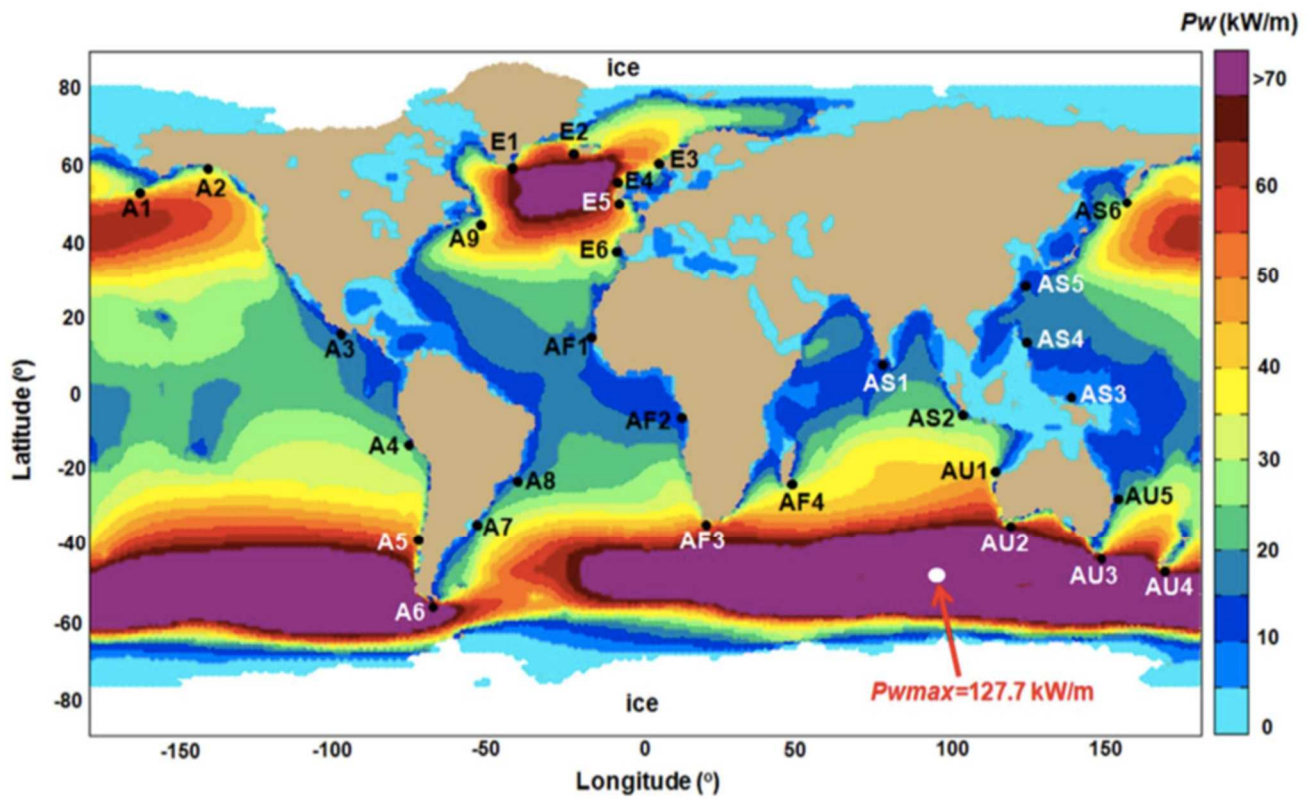 Pw (kW/m)
ice
80
>70
E2
E1
60
E3
60
A2
E4
A1
E5
AS6
A9
40
E6
50
AS5
20
AF1
AS4
A3
40
AS1
0
AS3
AF2
AS2
A4
30
-20
AU1
A8
AF4
AU5
A7
20
-40
A5
AF3
AU2
AU3
AU4
A6
-60
10
Pwmax=127.7 kW/m
-80
ice
0
Latitude (º)
-150
-100
-50
0
50
100
150
Longitude (º)